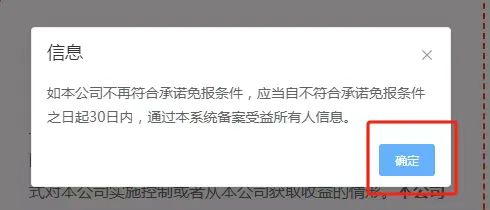 信息
如本公司不再符合承诺免报条件，应当自不符合承诺免报条件
之日起30日内，通过本系统备案受益所有人信息。
确定
式对本公司实施控制或者从本公司获取收益的情形。本公司